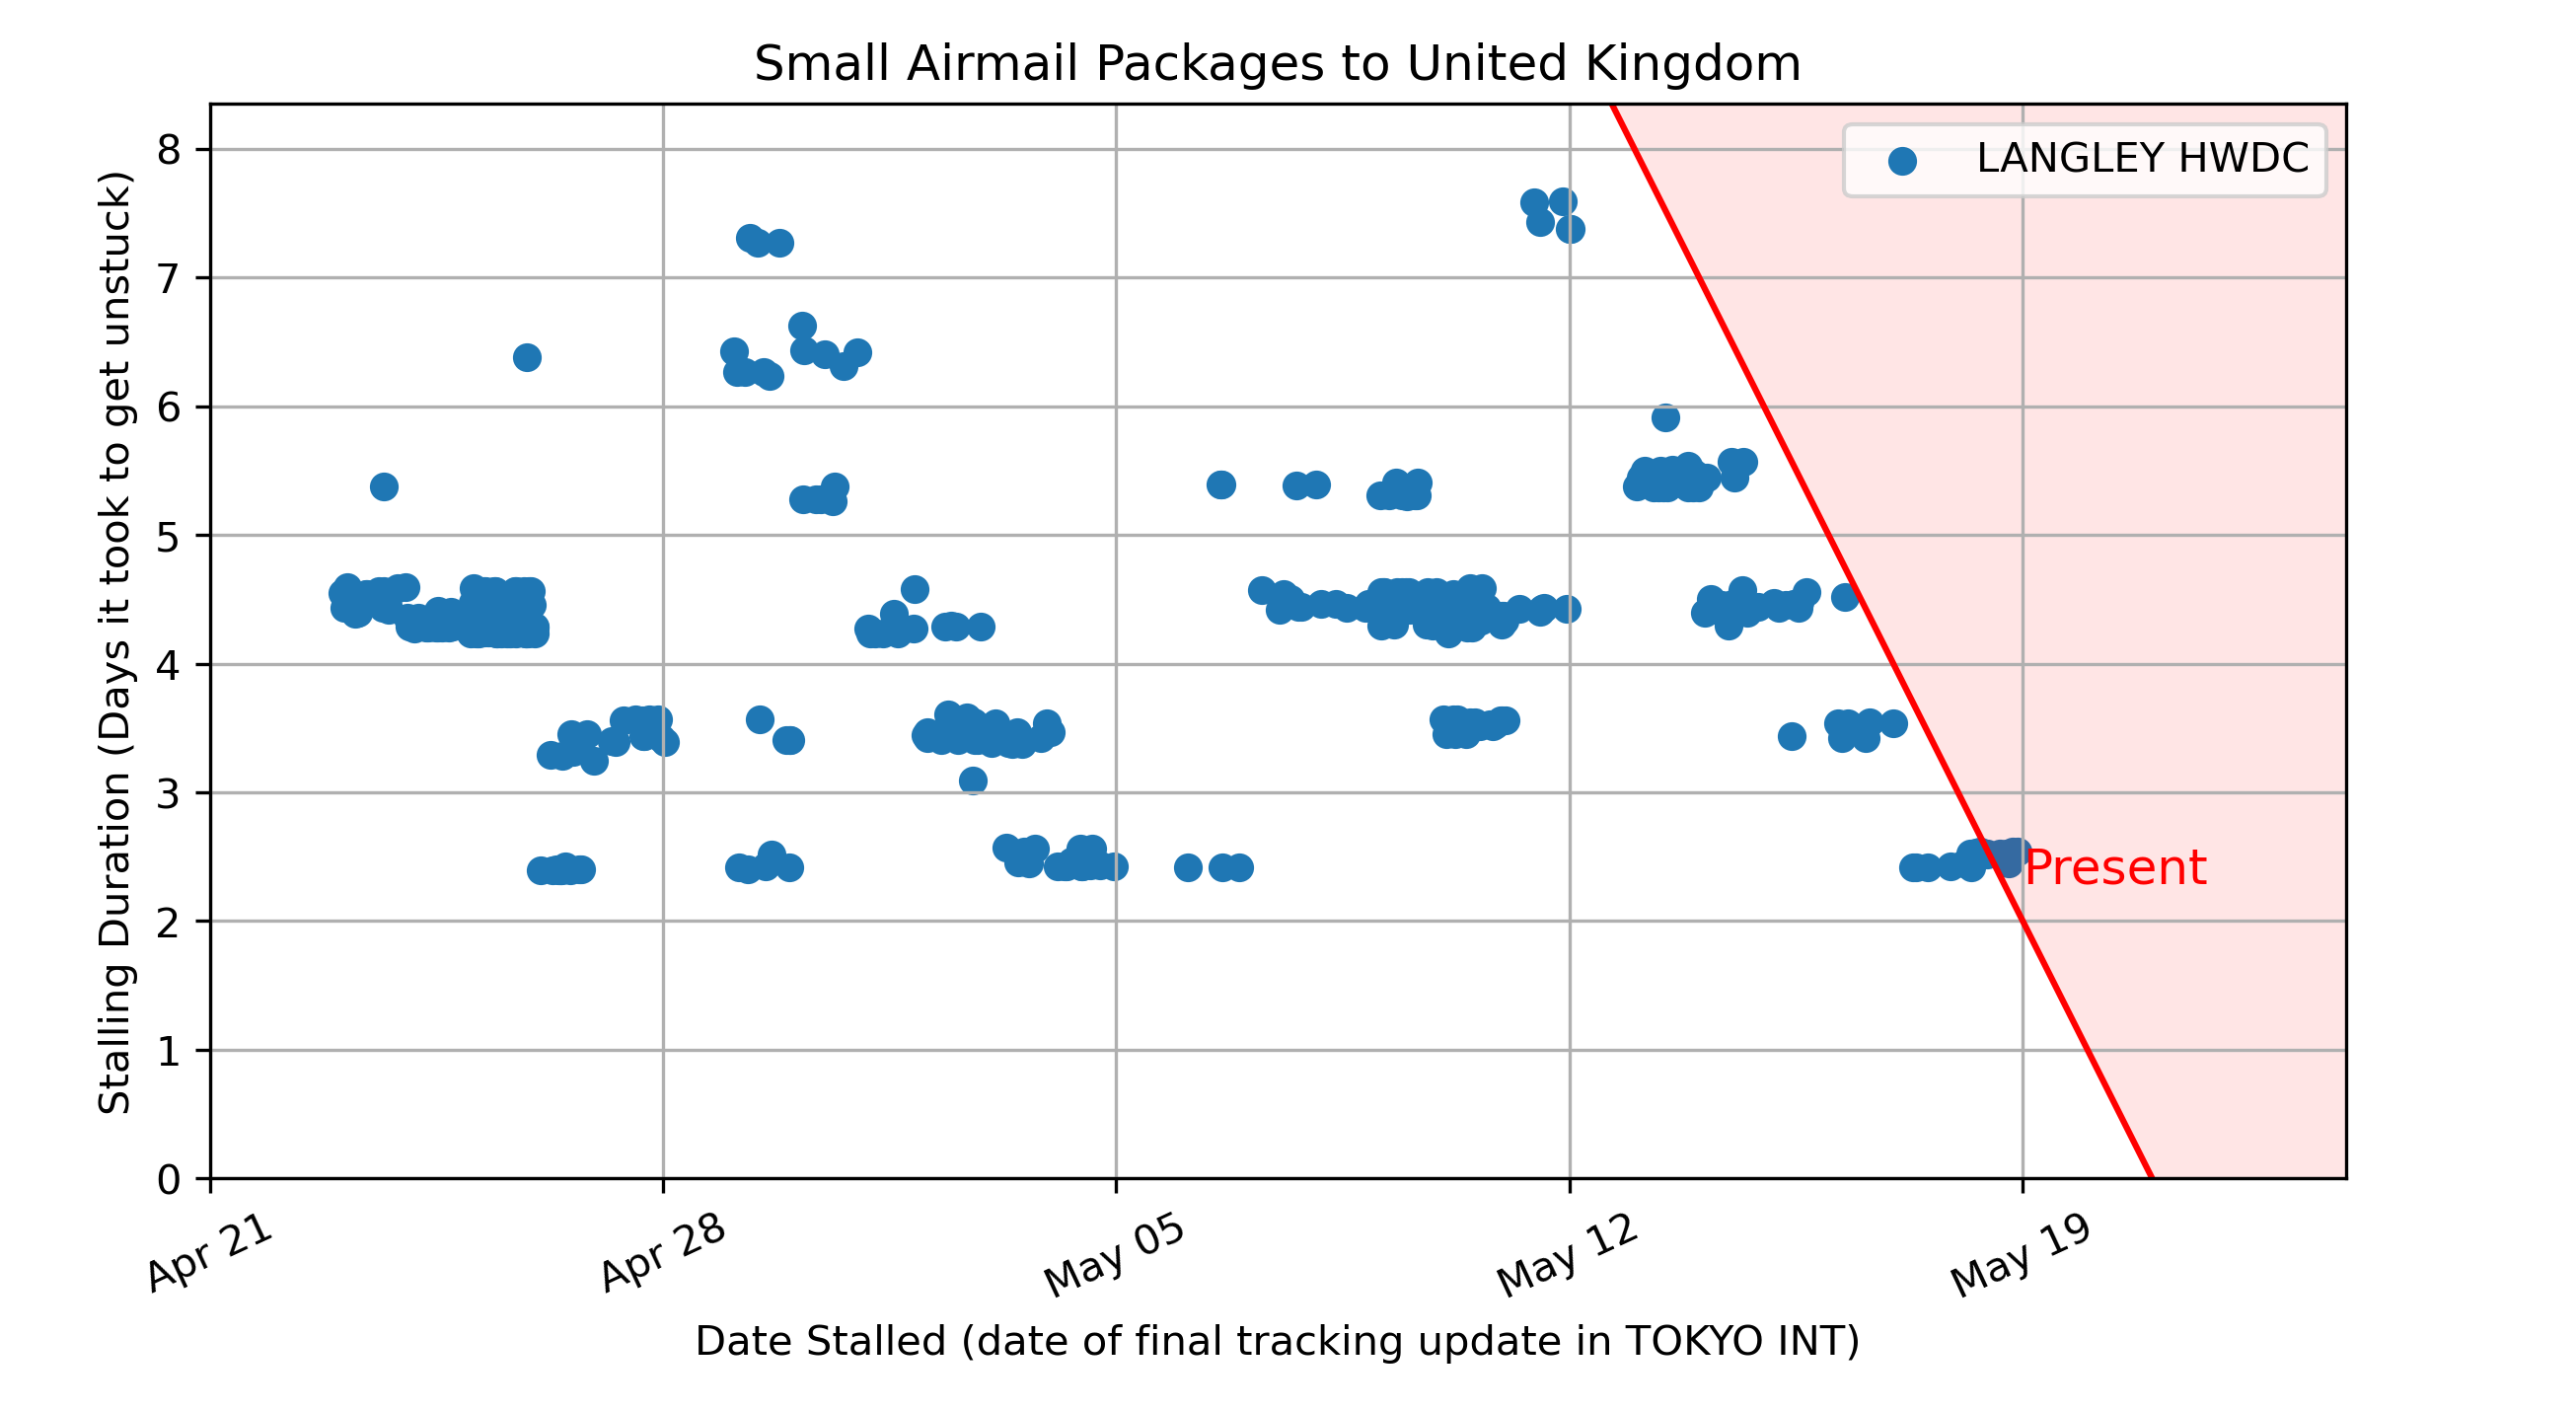 Small Airmail Packages to United Kingdom
LANGLEY HWDC
Stalling Duration (Days it took to get unstuck)
8
7
6
5
4
3
2
1
0
Present
Apr 21
Apr 28
May 05
May 12
May 19
Date Stalled (date of final tracking update in TOKYO INT)